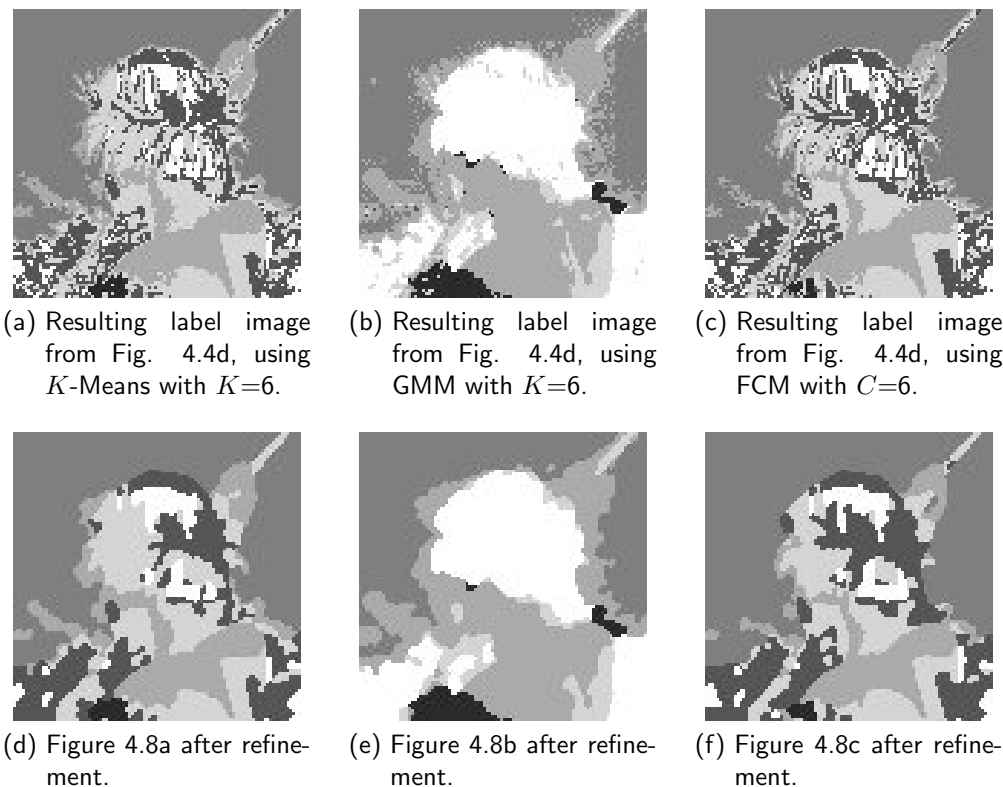 (a) Resulting label image
from Fig. 4.4d, using
K-Means with K=6.
(b) Resulting label image
from Fig. 4.4d, using
GMM with K=6.
(c) Resulting label image
from Fig. 4.4d, using
FCM with C=6.
(d) Figure 4.8a after refine-
ment.
(e) Figure 4.8b after refine-
ment.
(f) Figure 4.8c after refine-
ment.